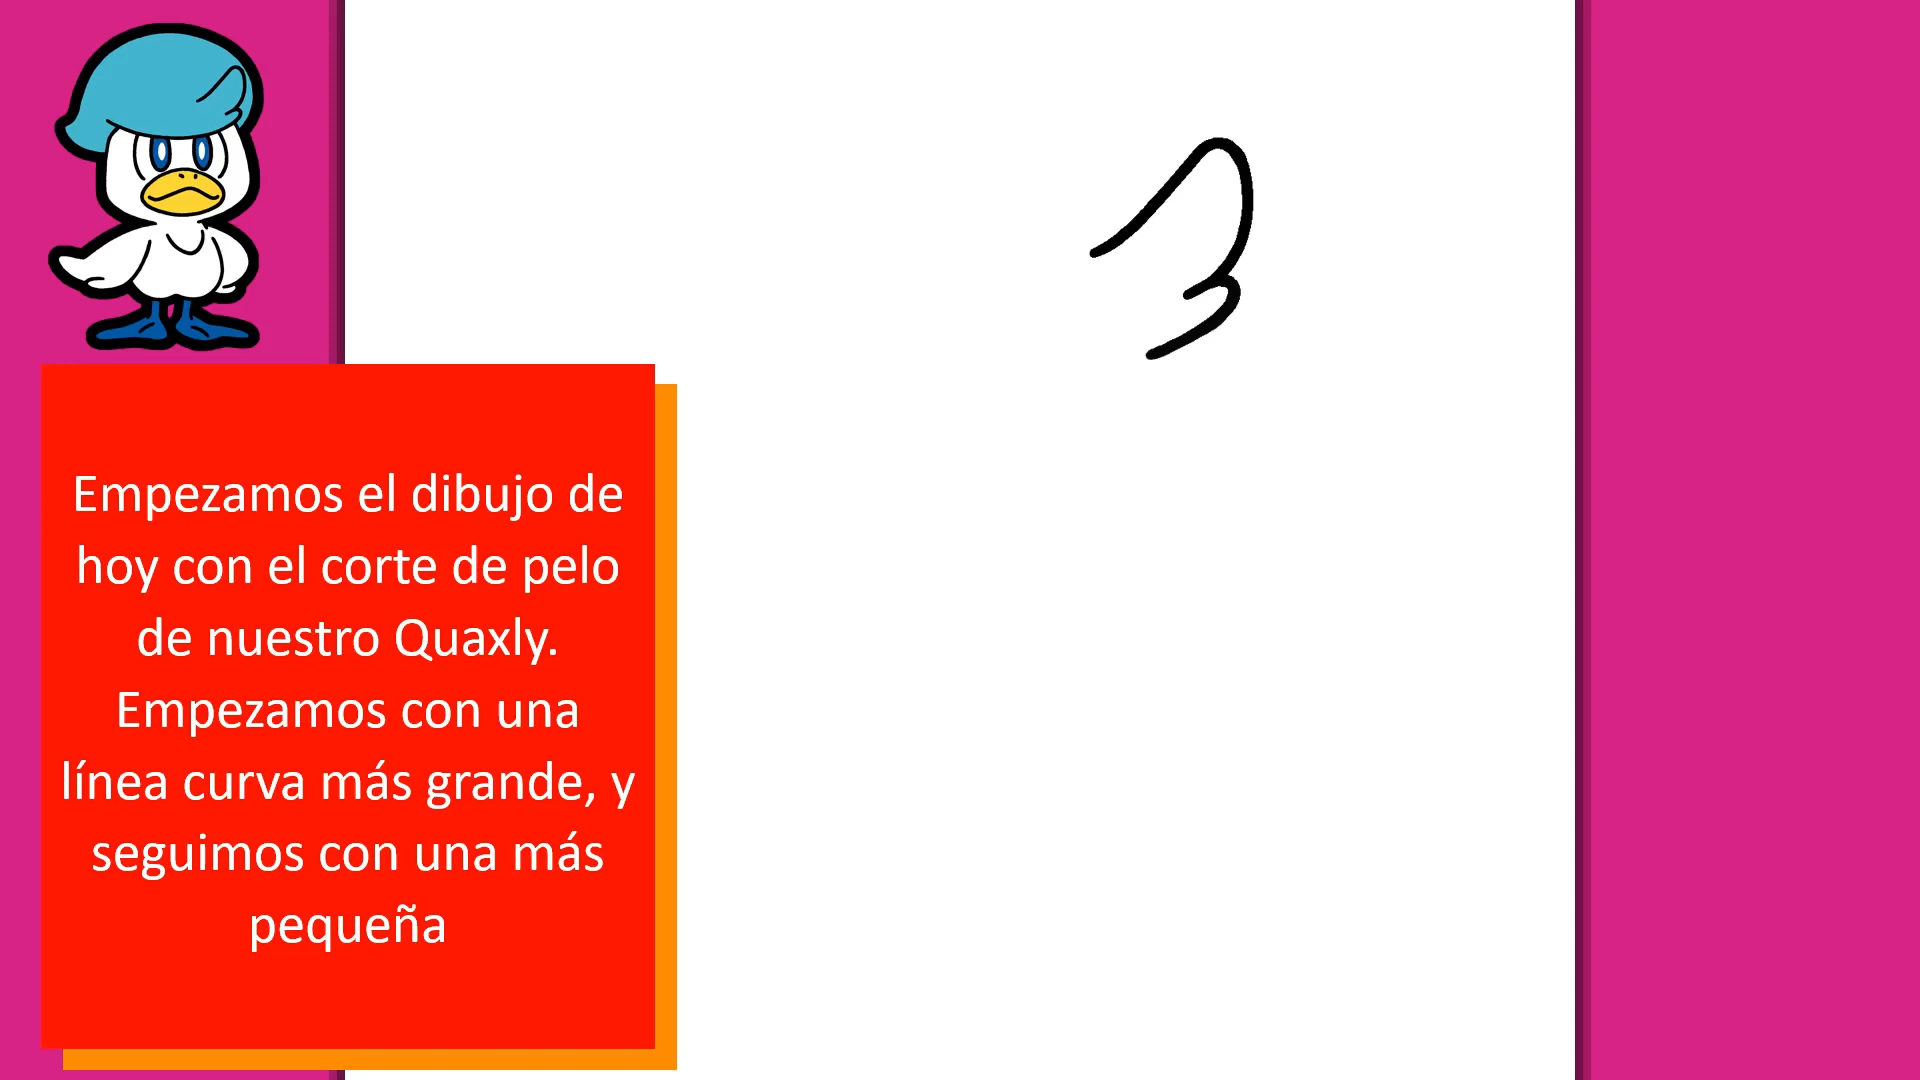 Empezamos el dibujo de
hoy con el corte de pelo
de nuestro Quaxly.
Empezamos con una
línea curva más grande, y
seguimos con una más
pequeña